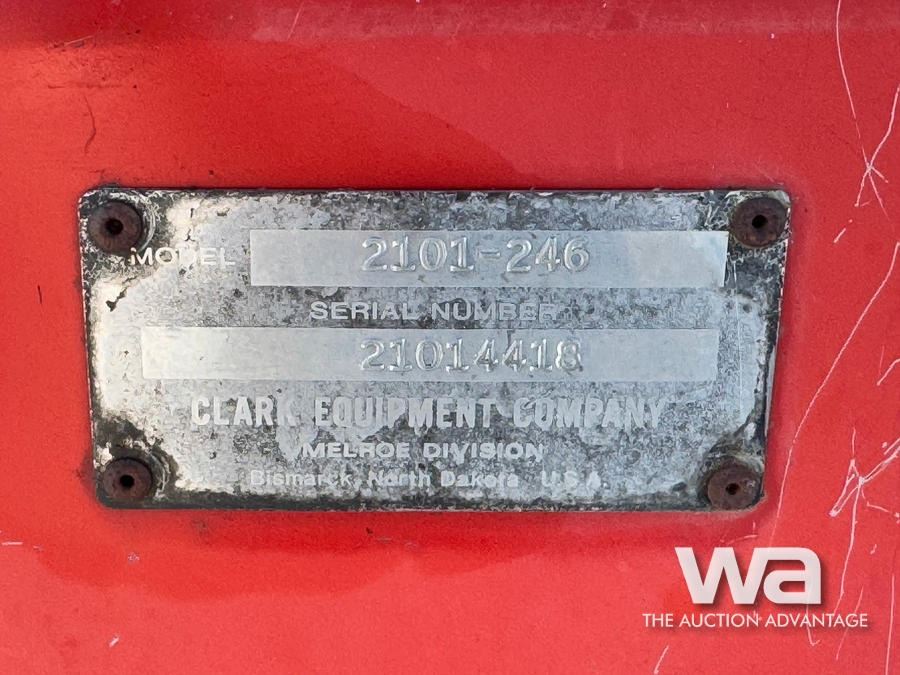 MODEL 2101-246
SERIAL NUMBER
21014418
CLARK EQUIPMENT COMPANY
MELROE DIVISION
Bismarck, North Dakota U.S.A.
wa
THE AUCTION ADVANTAGE